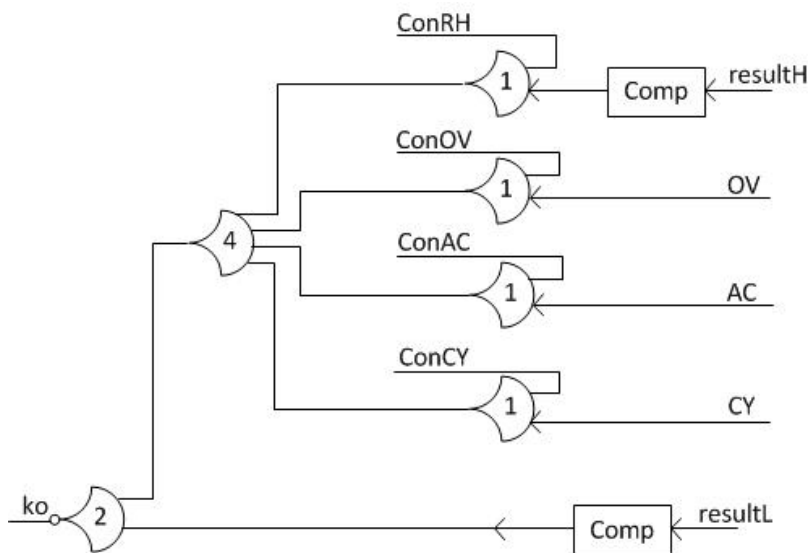 ConRH
1
Comp
resultH
ConOV
1
OV
4
ConAC
1
AC
ConCY
1
CY
ko
2
Comp
resultL